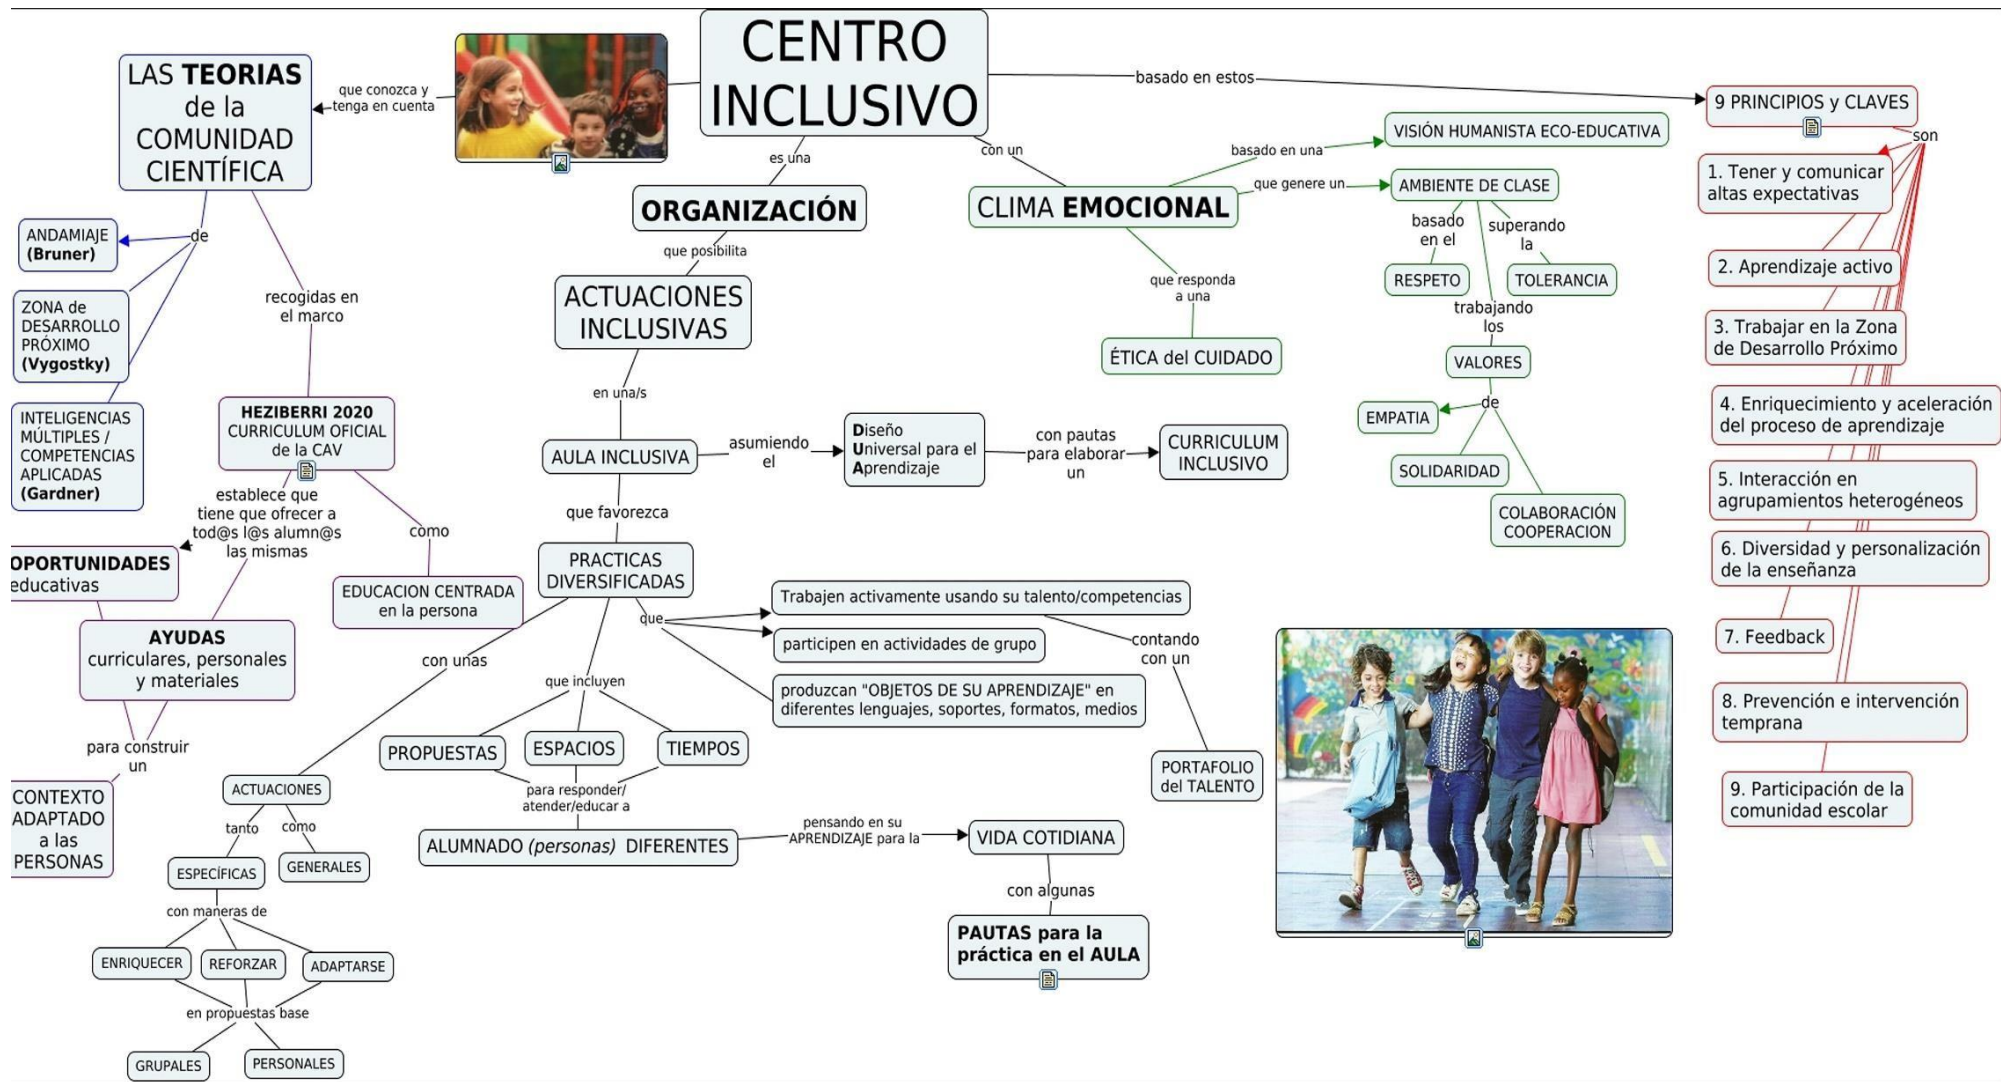 CENTRO
INCLUSIVO
que conozca y
tenga en cuenta
LAS TEORIAS
de la
COMUNIDAD
CIENTÍFICA
de
ANDAMIAJE
(Bruner)
ZONA de
DESARROLLO
PRÓXIMO
(Vygostky)
INTELIGENCIAS
MÚLTIPLES /
COMPETENCIAS
APLICADAS
(Gardner)
recogidas en
el marco
HEZIBERRI 2020
CURRICULUM OFICIAL
de la CAV
establece que
tiene que ofrecer a
tod@s l@s alumn@s
las mismas
OPORTUNIDADES
educativas
AYUDAS
curriculares, personales
y materiales
para construir
un
CONTEXTO
ADAPTADO
a las
PERSONAS
como
EDUCACION CENTRADA
en la persona
es una
ORGANIZACIÓN
que posibilita
ACTUACIONES
INCLUSIVAS
en una/s
AULA INCLUSIVA
asumiendo
el
Diseño
Universal para el
Aprendizaje
con pautas
para elaborar
un
CURRICULUM
INCLUSIVO
que favorezca
PRACTICAS
DIVERSIFICADAS
con unas
ACTUACIONES
tanto
como
ESPECÍFICAS
GENERALES
con maneras de
ENRIQUECER
REFORZAR
ADAPTARSE
en propuestas base
GRUPALES
PERSONALES
que incluyen
PROPUESTAS
ESPACIOS
TIEMPOS
para responder/
atender/educar a
ALUMNADO (personas) DIFERENTES
pensando en su
APRENDIZAJE para la
VIDA COTIDIANA
con algunas
PAUTAS para la
práctica en el AULA
que
Trabajen activamente usando su talento/competencias
participen en actividades de grupo
produzcan "OBJETOS DE SU APRENDIZAJE" en
diferentes lenguajes, soportes, formatos, medios
contando
con un
PORTAFOLIO
del TALENTO
con un
CLIMA EMOCIONAL
basado en una
VISIÓN HUMANISTA ECO-EDUCATIVA
que genere un
AMBIENTE DE CLASE
basado
en el
RESPETO
superando
la
TOLERANCIA
trabajando
los
VALORES
de
EMPATIA
SOLIDARIDAD
COLABORACIÓN
COOPERACION
que responda
a una
ÉTICA del CUIDADO
basado en estos
9 PRINCIPIOS y CLAVES
son
1. Tener y comunicar
altas expectativas
2. Aprendizaje activo
3. Trabajar en la Zona
de Desarrollo Próximo
4. Enriquecimiento y aceleración
del proceso de aprendizaje
5. Interacción en
agrupamientos heterogéneos
6. Diversidad y personalización
de la enseñanza
7. Feedback
8. Prevención e intervención
temprana
9. Participación de la
comunidad escolar